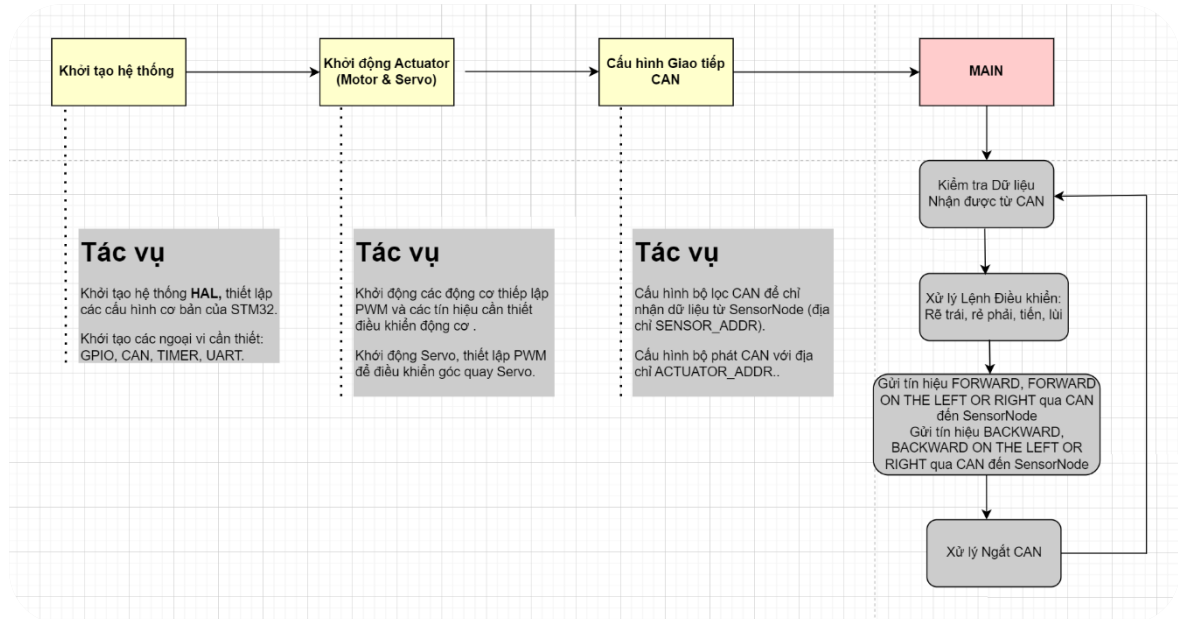 Khởi tạo hệ thống
Khởi động Actuator
(Motor & Servo)
Cấu hình Giao tiếp
CAN
MAIN
Kiểm tra Dữ liệu
Nhận được từ CAN
Tác vụ
Khởi tạo hệ thống HAL, thiết lập
các cấu hình cơ bản của STM32.
Khởi tạo các ngoại vi cần thiết:
GPIO, CAN, TIMER, UART.
Tác vụ
Khởi động các động cơ thiếp lập
PWM và các tín hiệu cần thiết
điều khiển động cơ .
Khởi động Servo, thiết lập PWM
để điều khiển góc quay Servo.
Tác vụ
Cấu hình bộ lọc CAN để chỉ
nhận dữ liệu từ SensorNode (địa
chỉ SENSOR_ADDR).
Cấu hình bộ phát CAN với địa
chỉ ACTUATOR_ADDR..
Xử lý Lệnh Điều khiển:
Rẽ trái, rẻ phải, tiến, lùi
Gửi tín hiệu FORWARD, FORWARD
ON THE LEFT OR RIGHT qua CAN
đến SensorNode
Gửi tín hiệu BACKWARD,
BACKWARD ON THE LEFT OR
RIGHT qua CAN đến SensorNode
Xử lý Ngắt CAN